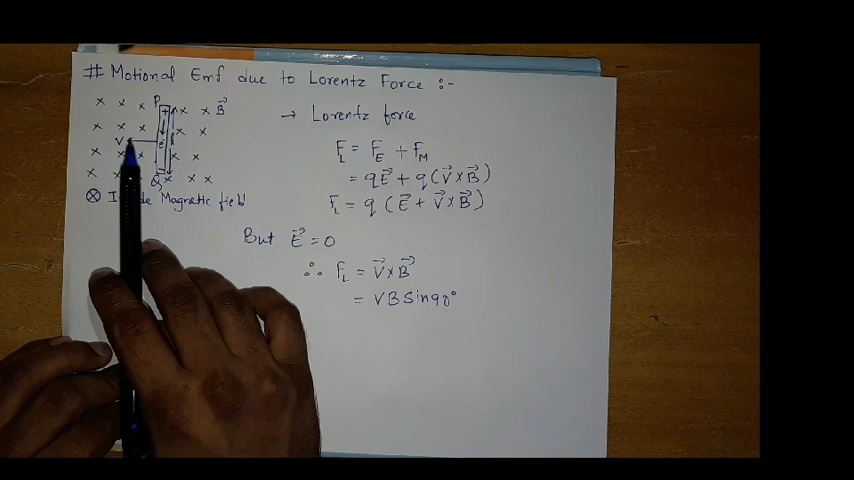 # Motional Emf due to Lorentz Force :-
x x x P + x x B⃗
x x x x x
v e l
x x x x x
x x Q - x x x
⊗ Magnetic field
→ Lorentz force
F_L = F_E + F_M
= qE⃗ + q(V⃗ x B⃗)
F_L = q (E⃗ + V⃗ x B⃗)
But E⃗ = 0
∴ F_L = V⃗ x B⃗
= VB Sin90°